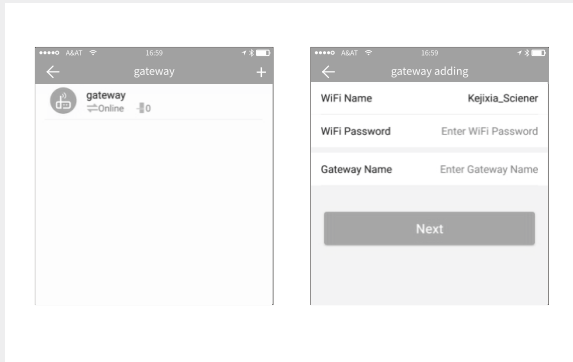 ●●●●○ A&AT 16:59
gateway +
gateway
Online 0
●●●●○ A&AT 16:59
gateway adding
WiFi Name Kejixia_Sciener
WiFi Password Enter WiFi Password
Gateway Name Enter Gateway Name
Next